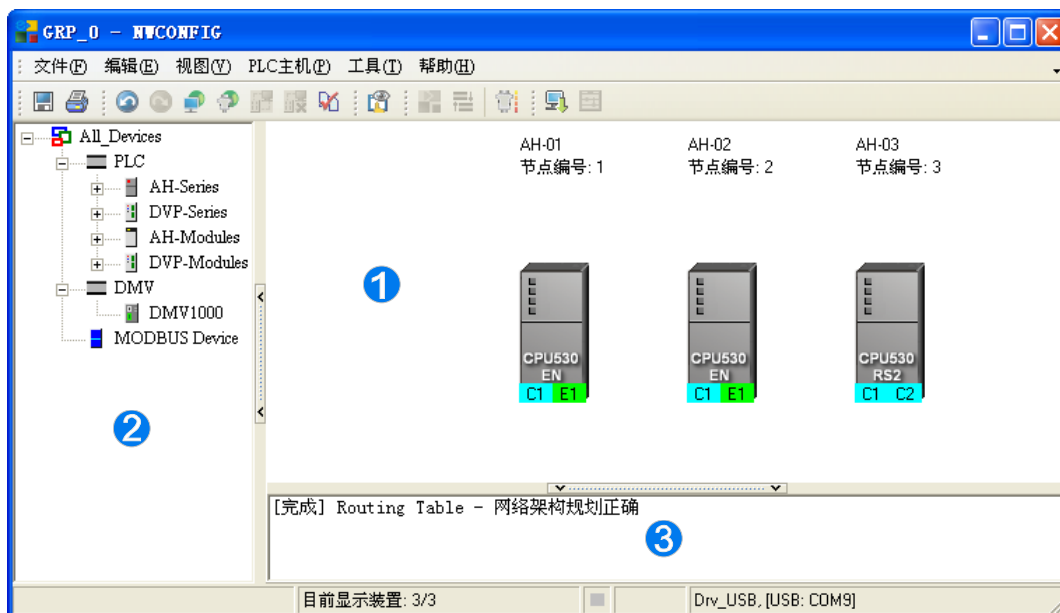 GRP_0 - NWCONFIG
文件(F) 编辑(E) 视图(V) PLC主机(P) 工具(T) 帮助(H)
All_Devices
PLC
AH-Series
DVP-Series
AH-Modules
DVP-Modules
DMV
DMV1000
MODBUS Device
2
AH-01 AH-02 AH-03
节点编号: 1 节点编号: 2 节点编号: 3
1
CPU530 CPU530 CPU530
EN EN RS2
C1 E1 C1 E1 C1 C2
[完成] Routing Table - 网络架构规划正确
3
目前显示装置: 3/3 Drv_USB, [USB: COM9]